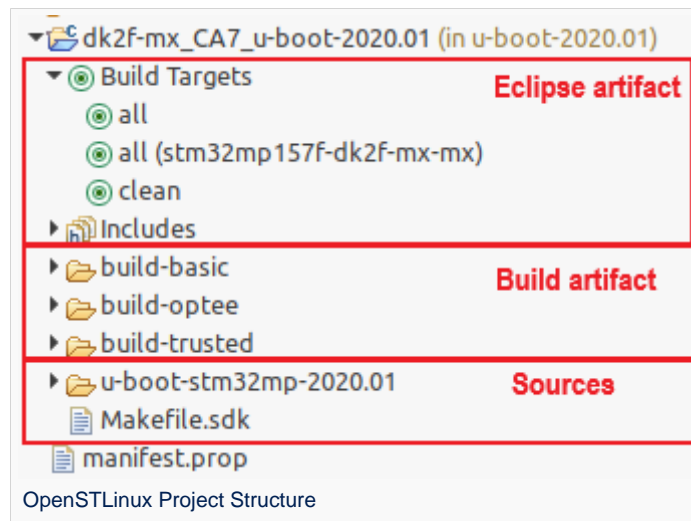 dk2f-mx_CA7_u-boot-2020.01 (in u-boot-2020.01)
Build Targets
Eclipse artifact
all
all (stm32mp157f-dk2f-mx-mx)
clean
Includes
build-basic
Build artifact
build-optee
build-trusted
u-boot-stm32mp-2020.01
Sources
Makefile.sdk
manifest.prop
OpenSTLinux Project Structure